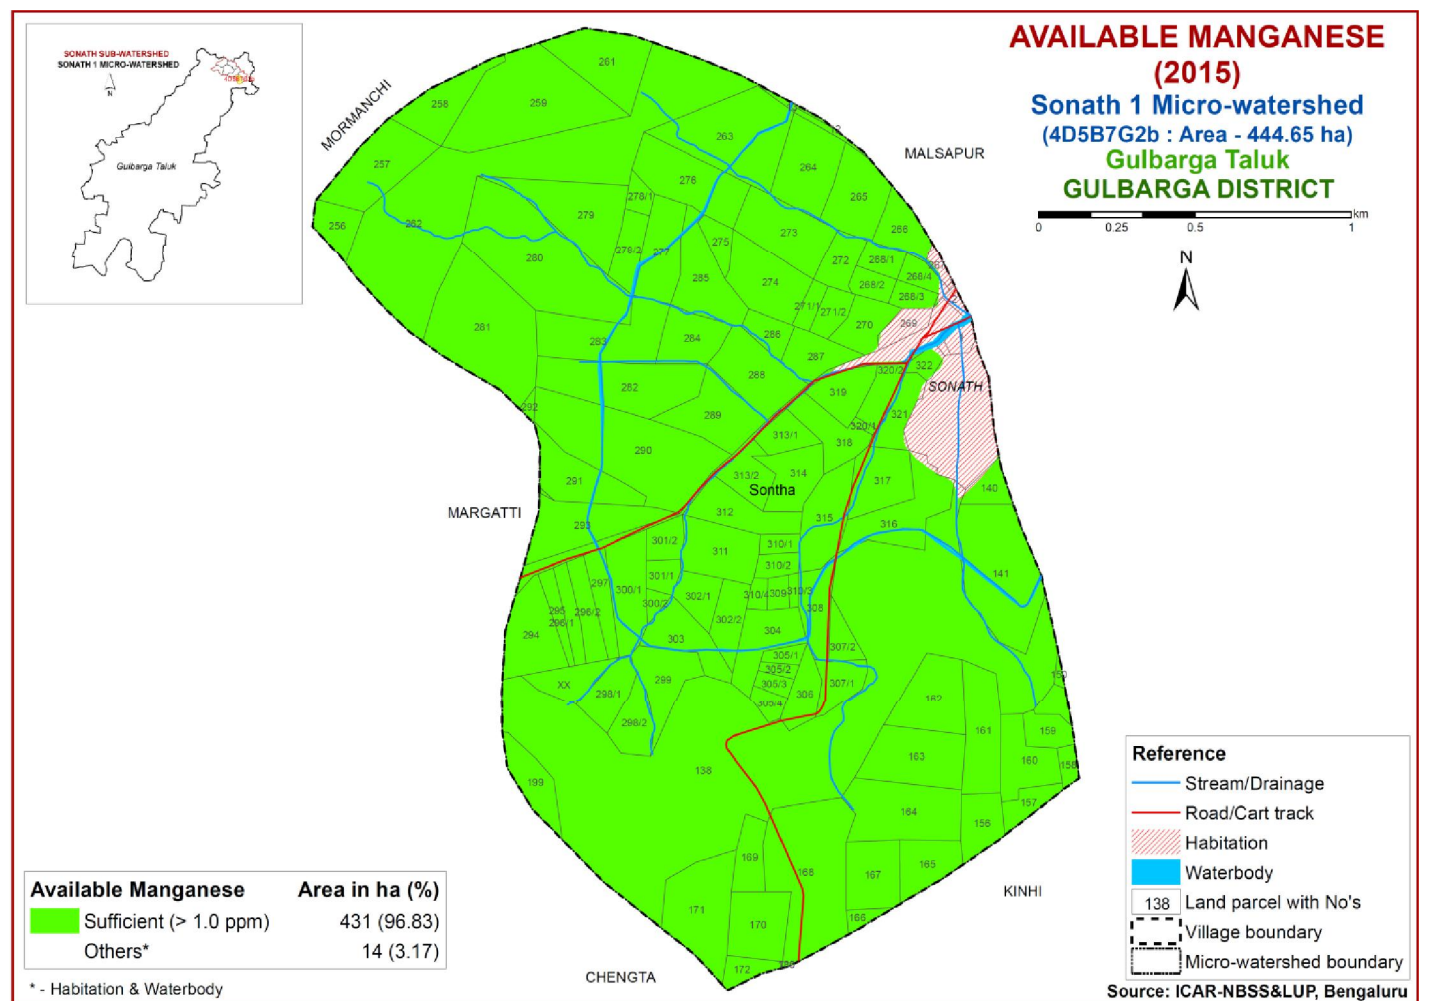 SONATH SUB-WATERSHED
SONATH 1 MICRO-WATERSHED
N
Gulbarga Taluk
AVAILABLE MANGANESE
(2015)
Sonath 1 Micro-watershed
(4D5B7G2b : Area - 444.65 ha)
Gulbarga Taluk
GULBARGA DISTRICT
km
0 0.25 0.5 1
N
MORMANCHI
MALSAPUR
MARGATTI
KINHI
CHENGTA
SONATH
Sontha
261
258 259
263
257
264
276
265
278/1
279
256 262
273 266
275
278/2 277
280
272 268/1
285 274 268/4
268/2
268/3
271/1 271/2
281
270 269
283 284 286
287
288 320/2 322
282
319
292
289
321
320/1
313/1 318
290
313/2 314
291 317
140
312 315
293 316
301/2
311 310/1
310/2
301/1 141
297 300/1
302/1 310/4 309 310/3
300/2 308
295 296/2
296/1 302/2
294 303 304
307/2
305/1
305/2
299
XX 305/3 307/1
298/1 306
305/4
162
298/2 161 159
163 160
138 158
199
157
164 156
169
168 167 165
171
170 166
172
Reference
Stream/Drainage
Road/Cart track
Habitation
Waterbody
138 Land parcel with No's
Village boundary
Micro-watershed boundary
Available Manganese Area in ha (%)
Sufficient (> 1.0 ppm) 431 (96.83)
Others* 14 (3.17)
* - Habitation & Waterbody
Source: ICAR-NBSS&LUP, Bengaluru